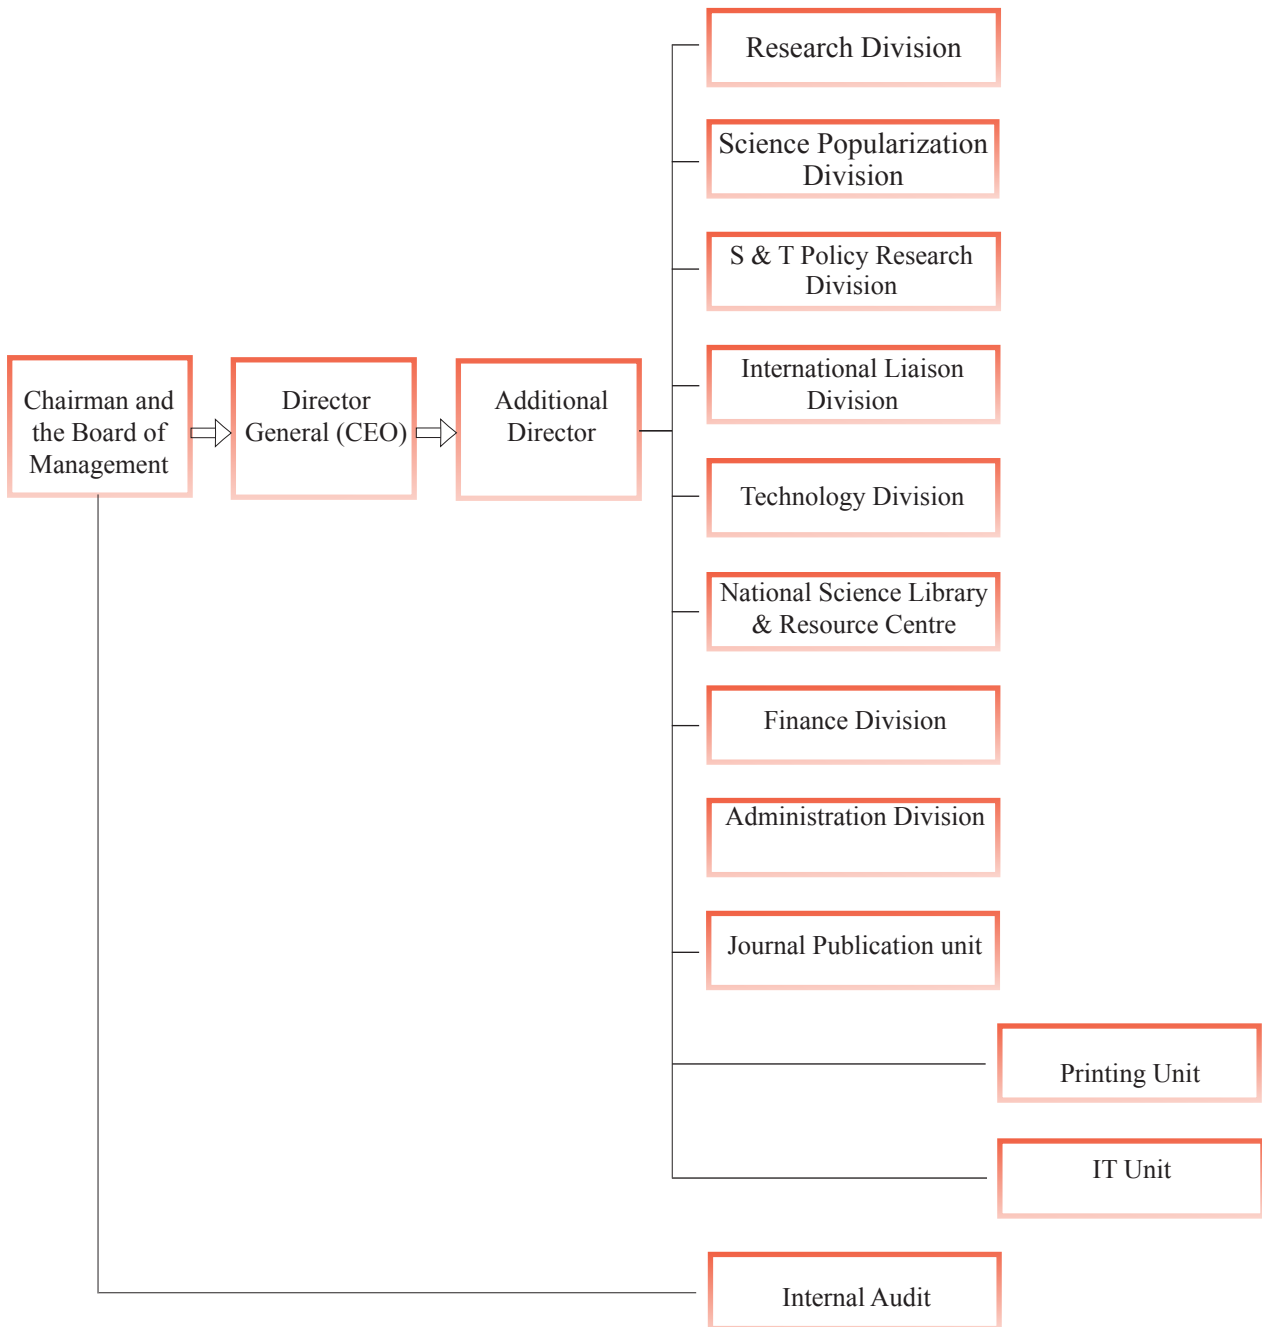 Research Division
Science Popularization
Division
S & T Policy Research
Division
International Liaison
Division
Chairman and
the Board of
Management
Director
General (CEO)
Additional
Director
Technology Division
National Science Library
& Resource Centre
Finance Division
Administration Division
Journal Publication unit
Printing Unit
IT Unit
Internal Audit